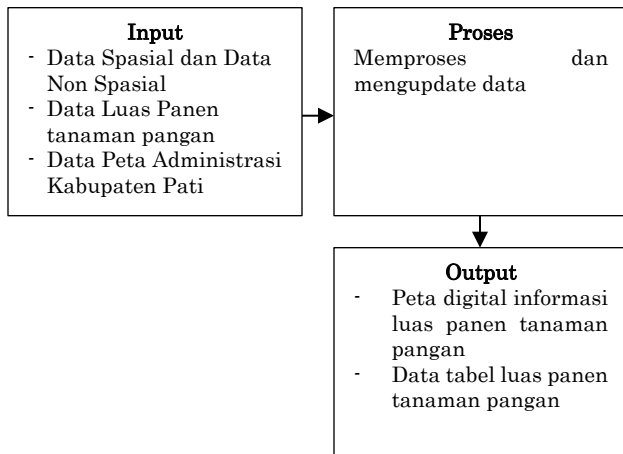 Input
- Data Spasial dan Data
Non Spasial
- Data Luas Panen
tanaman pangan
- Data Peta Administrasi
Kabupaten Pati
Proses
Memproses dan
mengupdate data
Output
- Peta digital informasi
luas panen tanaman
pangan
- Data tabel luas panen
tanaman pangan